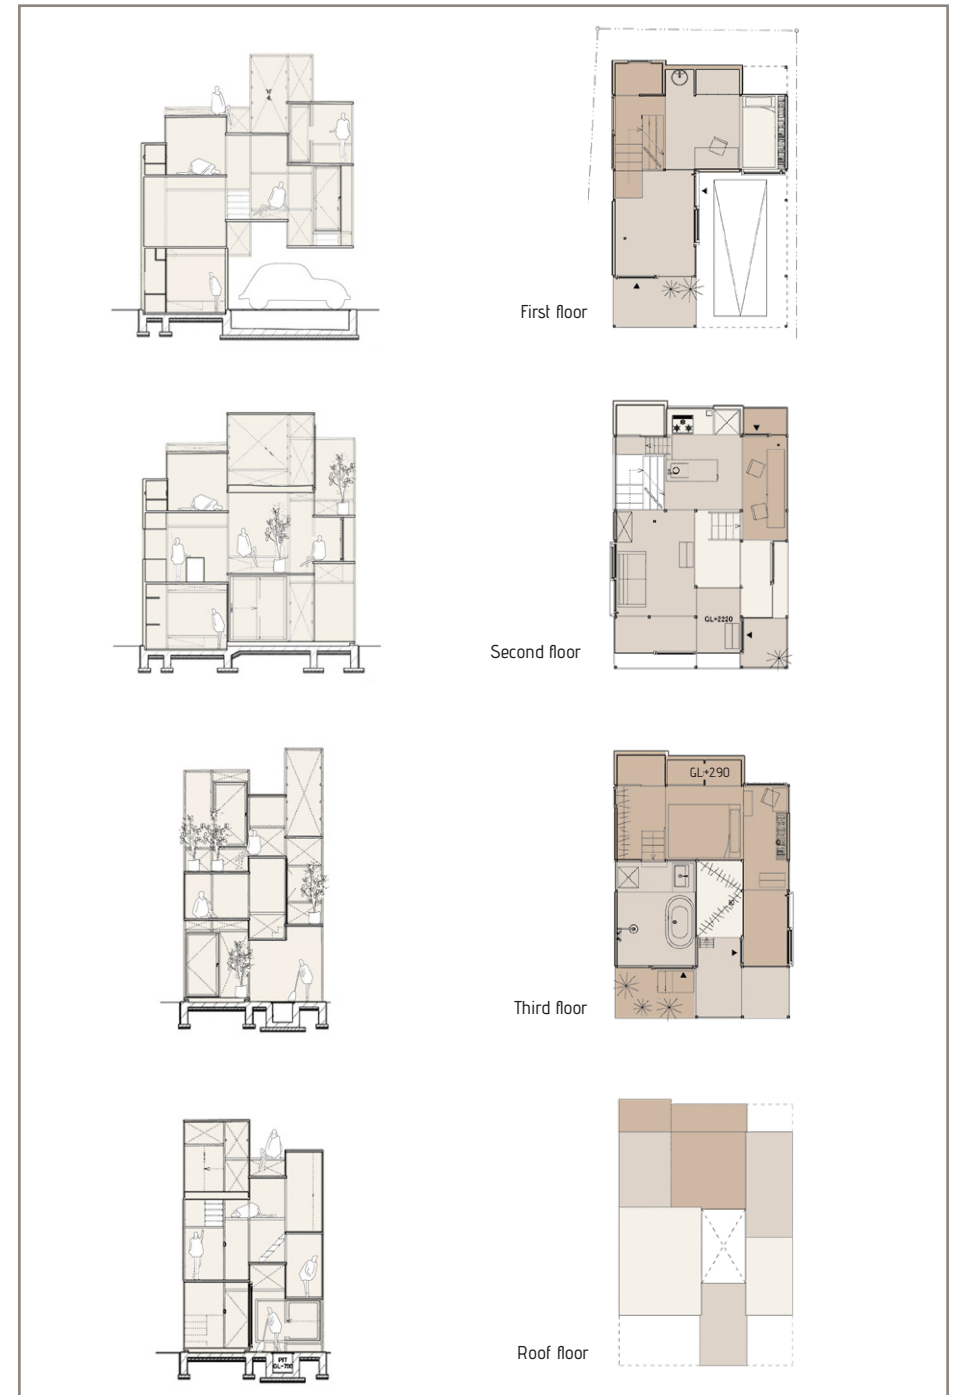 First floor
Second floor
GL+2220
Third floor
GL+290
PIT
GL-700
Roof floor